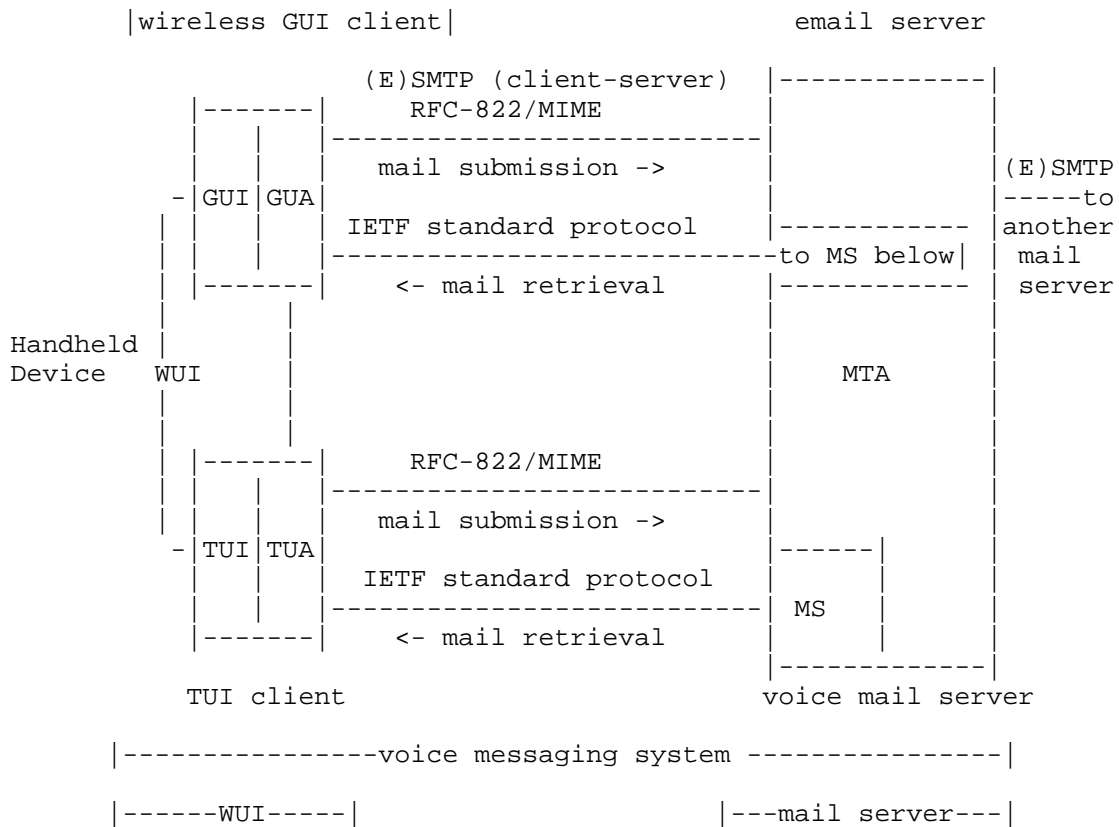 |wireless GUI client| email server
(E)SMTP (client-server) |-------------|
|-------| RFC-822/MIME | |
| | |----------------------------| |
| | | mail submission -> | |(E)SMTP
-|GUI|GUA| | |-----to
| | | | IETF standard protocol |------------ |another
| | | |-----------------------------to MS below| | mail
| |-------| <- mail retrieval |------------ | server
| | | |
Handheld | | | |
Device WUI | | MTA |
| | | |
| | | |
| |-------| RFC-822/MIME | |
| | | |----------------------------| |
| | | | mail submission -> | |
-|TUI|TUA| |------| |
| | | IETF standard protocol | | |
| | |----------------------------| MS | |
|-------| <- mail retrieval | | |
|-------------|
TUI client voice mail server
|----------------voice messaging system ----------------|
|------WUI-----| |---mail server---|